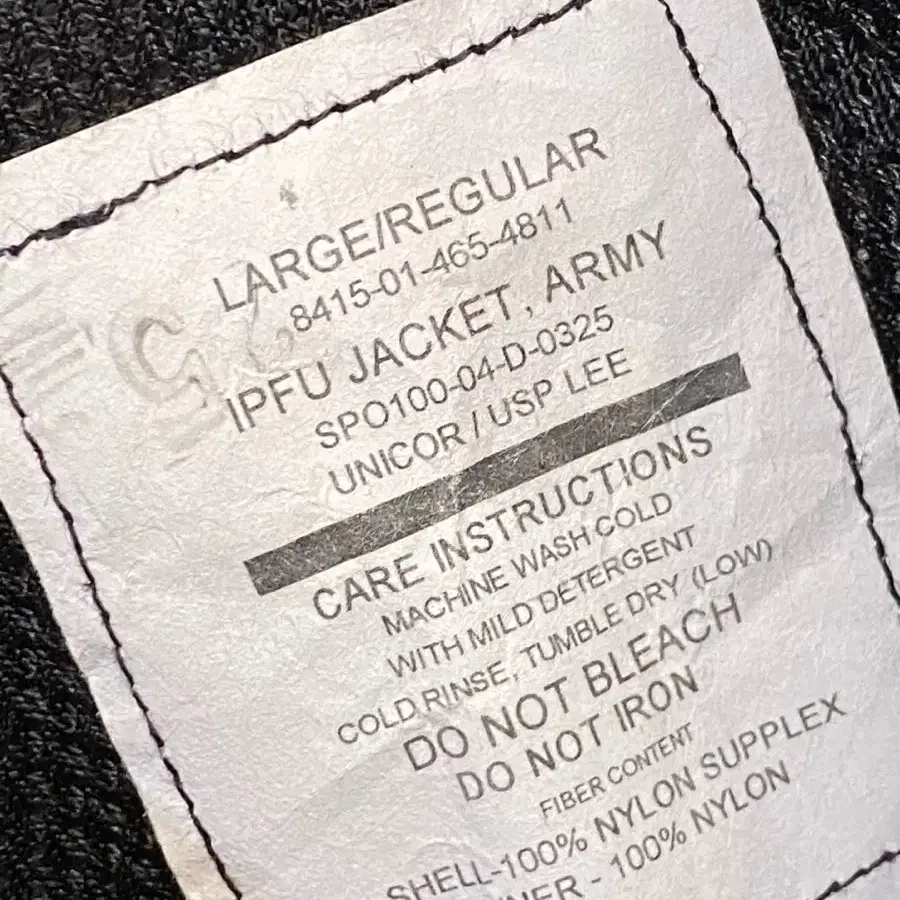 LARGE/REGULAR
8415-01-465-4811
IPFU JACKET, ARMY
SPO100-04-D-0325
UNICOR / USP LEE
CARE INSTRUCTIONS
MACHINE WASH COLD
WITH MILD DETERGENT
COLD RINSE, TUMBLE DRY (LOW)
DO NOT BLEACH
DO NOT IRON
FIBER CONTENT
SHELL-100% NYLON SUPPLEX
- 100% NYLON